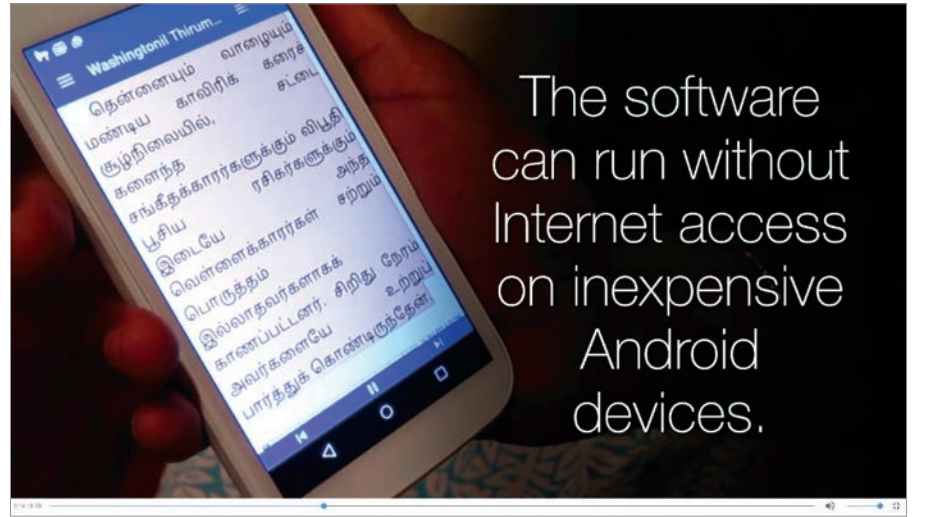 Washingtonil Thirum...
தென்னையும் வாழையும்
மண்டிய காவிரிக் கரைச்
சூழ்நிலையில், சட்டை
களைந்த
சங்கீதக்காரர்களுக்கும் விபூதி
பூசிய ரசிகர்களுக்கும்
இடையே அந்த
வெள்ளைக்காரர்கள் சற்றும்
பொருத்தம்
இல்லாதவர்களாகக்
காணப்பட்டனர். சிறிது நேரம்
அவர்களையே உற்றுப்
பார்த்துக் கொண்டிருந்தேன்.
The software
can run without
Internet access
on inexpensive
Android
devices.